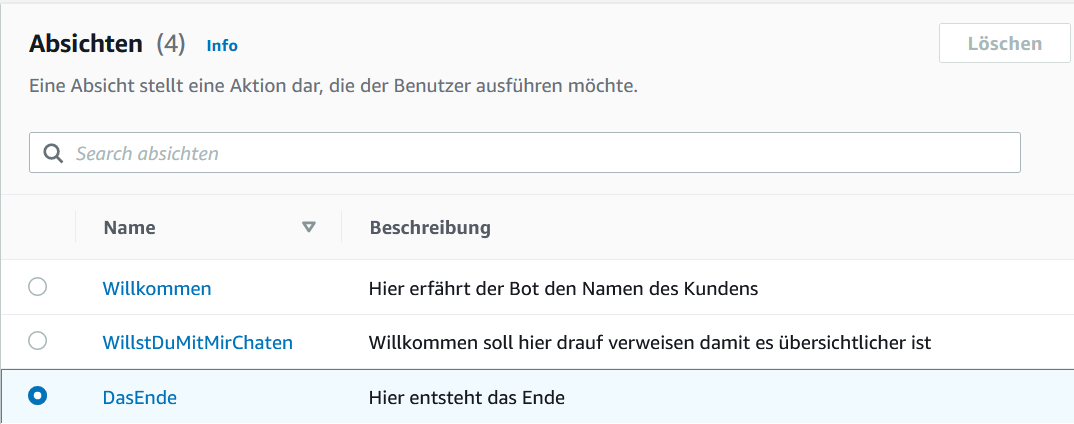 Absichten (4) Info
Löschen
Eine Absicht stellt eine Aktion dar, die der Benutzer ausführen möchte.
Search absichten
Name Beschreibung
Willkommen Hier erfährt der Bot den Namen des Kundens
WillstDuMitMirChaten Willkommen soll hier drauf verweisen damit es übersichtlicher ist
DasEnde Hier entsteht das Ende